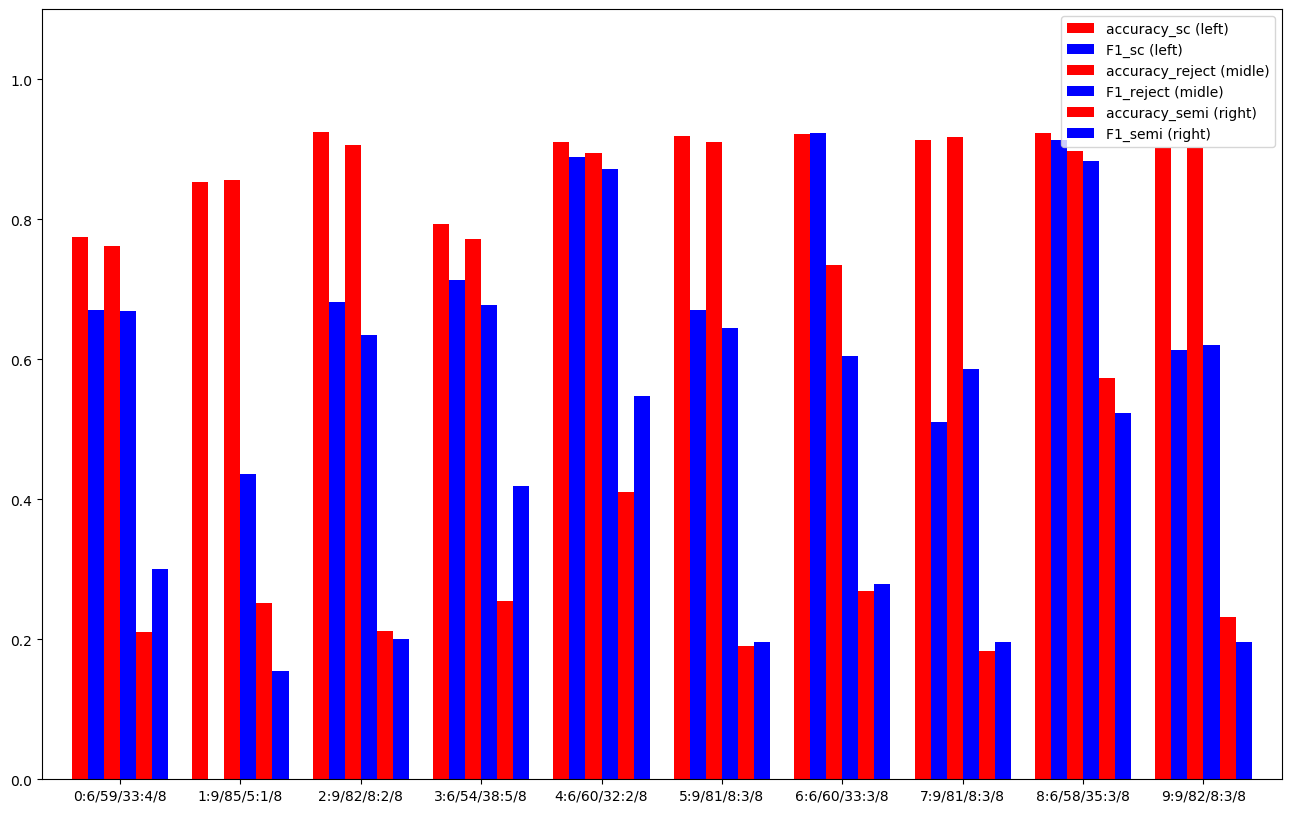 accuracy_sc (left)
F1_sc (left)
accuracy_reject (midle)
F1_reject (midle)
accuracy_semi (right)
F1_semi (right)
1.0
0.8
0.6
0.4
0.2
0.0
0:6/59/33:4/8 1:9/85/5:1/8 2:9/82/8:2/8 3:6/54/38:5/8 4:6/60/32:2/8 5:9/81/8:3/8 6:6/60/33:3/8 7:9/81/8:3/8 8:6/58/35:3/8 9:9/82/8:3/8